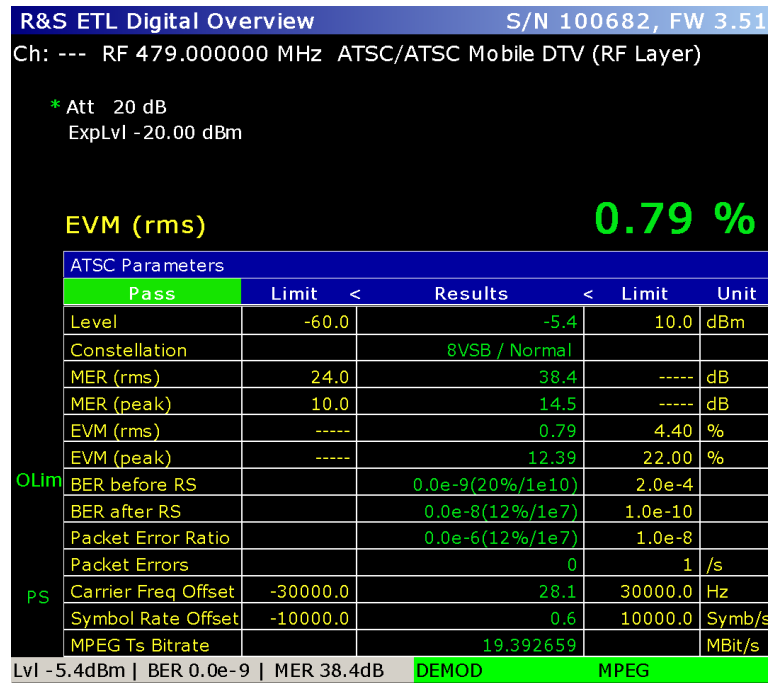 R&S ETL Digital Overview S/N 100682, FW 3.51
Ch: --- RF 479.000000 MHz ATSC/ATSC Mobile DTV (RF Layer)
* Att 20 dB
ExpLvl -20.00 dBm
EVM (rms) 0.79 %
ATSC Parameters
Pass Limit < Results < Limit Unit
Level -60.0 -5.4 10.0 dBm
Constellation 8VSB / Normal
MER (rms) 24.0 38.4 ----- dB
MER (peak) 10.0 14.5 ----- dB
EVM (rms) ----- 0.79 4.40 %
EVM (peak) ----- 12.39 22.00 %
OLim BER before RS 0.0e-9(20%/1e10) 2.0e-4
BER after RS 0.0e-8(12%/1e7) 1.0e-10
Packet Error Ratio 0.0e-6(12%/1e7) 1.0e-8
Packet Errors 0 1 /s
PS Carrier Freq Offset -30000.0 28.1 30000.0 Hz
Symbol Rate Offset -10000.0 0.6 10000.0 Symb/s
MPEG Ts Bitrate 19.392659 MBit/s
Lvl -5.4dBm | BER 0.0e-9 | MER 38.4dB DEMOD MPEG